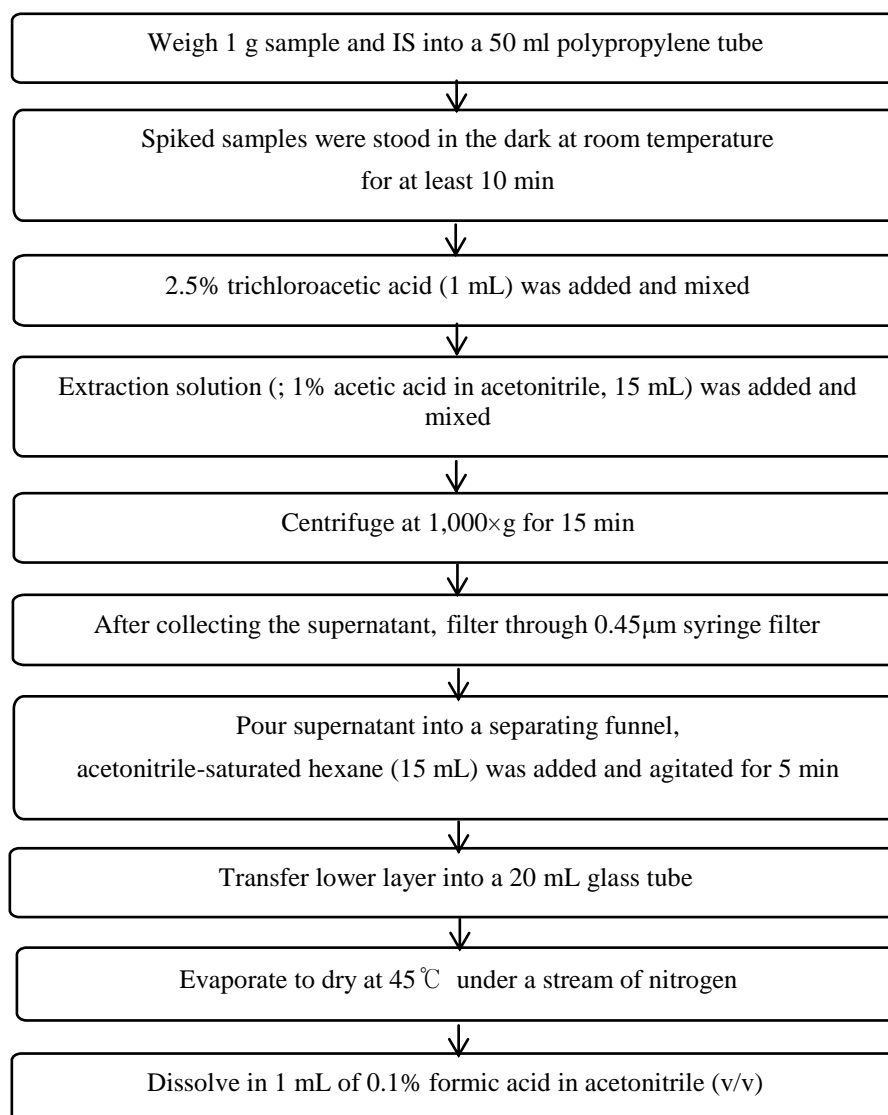 Weigh 1 g sample and IS into a 50 ml polypropylene tube
Spiked samples were stood in the dark at room temperature
for at least 10 min
2.5% trichloroacetic acid (1 mL) was added and mixed
Extraction solution (; 1% acetic acid in acetonitrile, 15 mL) was added and
mixed
Centrifuge at 1,000×g for 15 min
After collecting the supernatant, filter through 0.45μm syringe filter
Pour supernatant into a separating funnel,
acetonitrile-saturated hexane (15 mL) was added and agitated for 5 min
Transfer lower layer into a 20 mL glass tube
Evaporate to dry at 45℃ under a stream of nitrogen
Dissolve in 1 mL of 0.1% formic acid in acetonitrile (v/v)